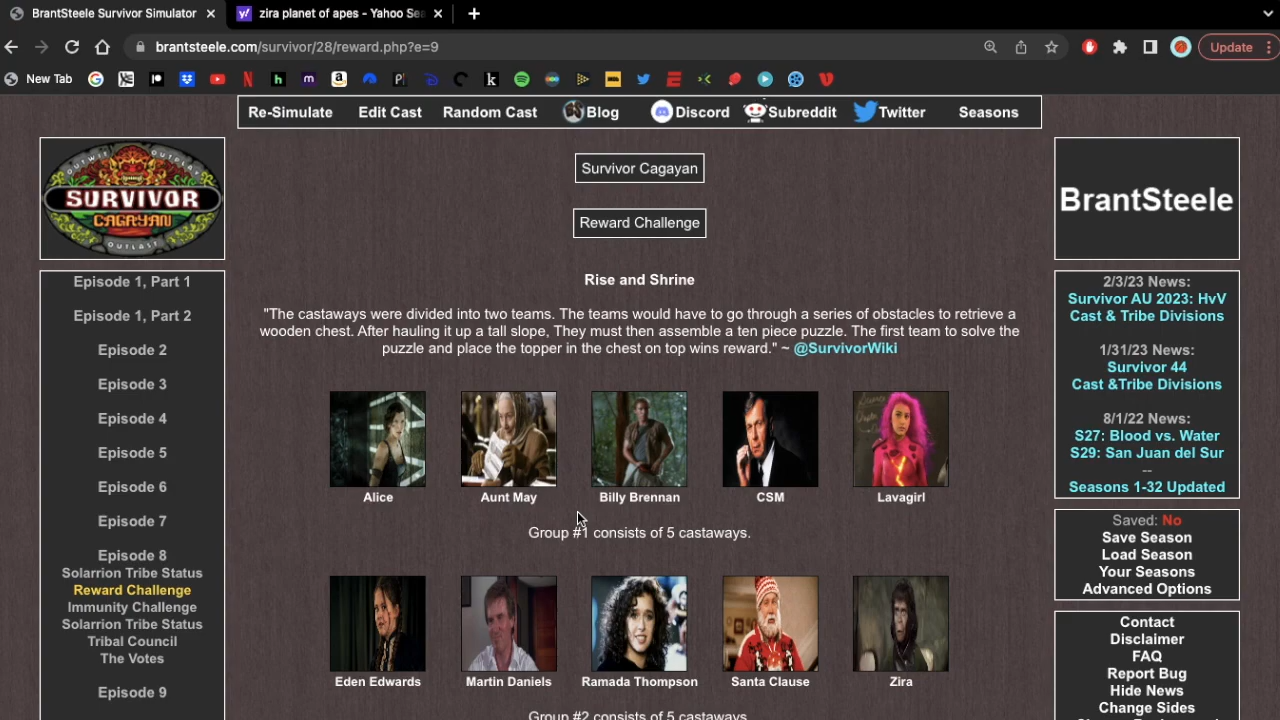 BrantSteele Survivor Simulator
zira planet of apes - Yahoo Sea
brantsteele.com/survivor/28/reward.php?e=9
Update
New Tab
Re-Simulate Edit Cast Random Cast Blog Discord Subreddit Twitter Seasons
OUTWIT OUTPLAY
SURVIVOR
CAGAYAN
OUTLAST
Episode 1, Part 1
Episode 1, Part 2
Episode 2
Episode 3
Episode 4
Episode 5
Episode 6
Episode 7
Episode 8
Solarrion Tribe Status
Reward Challenge
Immunity Challenge
Solarrion Tribe Status
Tribal Council
The Votes
Episode 9
Survivor Cagayan
Reward Challenge
Rise and Shrine
"The castaways were divided into two teams. The teams would have to go through a series of obstacles to retrieve a
wooden chest. After hauling it up a tall slope, They must then assemble a ten piece puzzle. The first team to solve the
puzzle and place the topper in the chest on top wins reward." ~ @SurvivorWiki
Alice Aunt May Billy Brennan CSM Lavagirl
Group #1 consists of 5 castaways.
Eden Edwards Martin Daniels Ramada Thompson Santa Clause Zira
Group #2 consists of 5 castaways.
BrantSteele
2/3/23 News:
Survivor AU 2023: HvV
Cast & Tribe Divisions
1/31/23 News:
Survivor 44
Cast &Tribe Divisions
8/1/22 News:
S27: Blood vs. Water
S29: San Juan del Sur
--
Seasons 1-32 Updated
Saved: No
Save Season
Load Season
Your Seasons
Advanced Options
Contact
Disclaimer
FAQ
Report Bug
Hide News
Change Sides